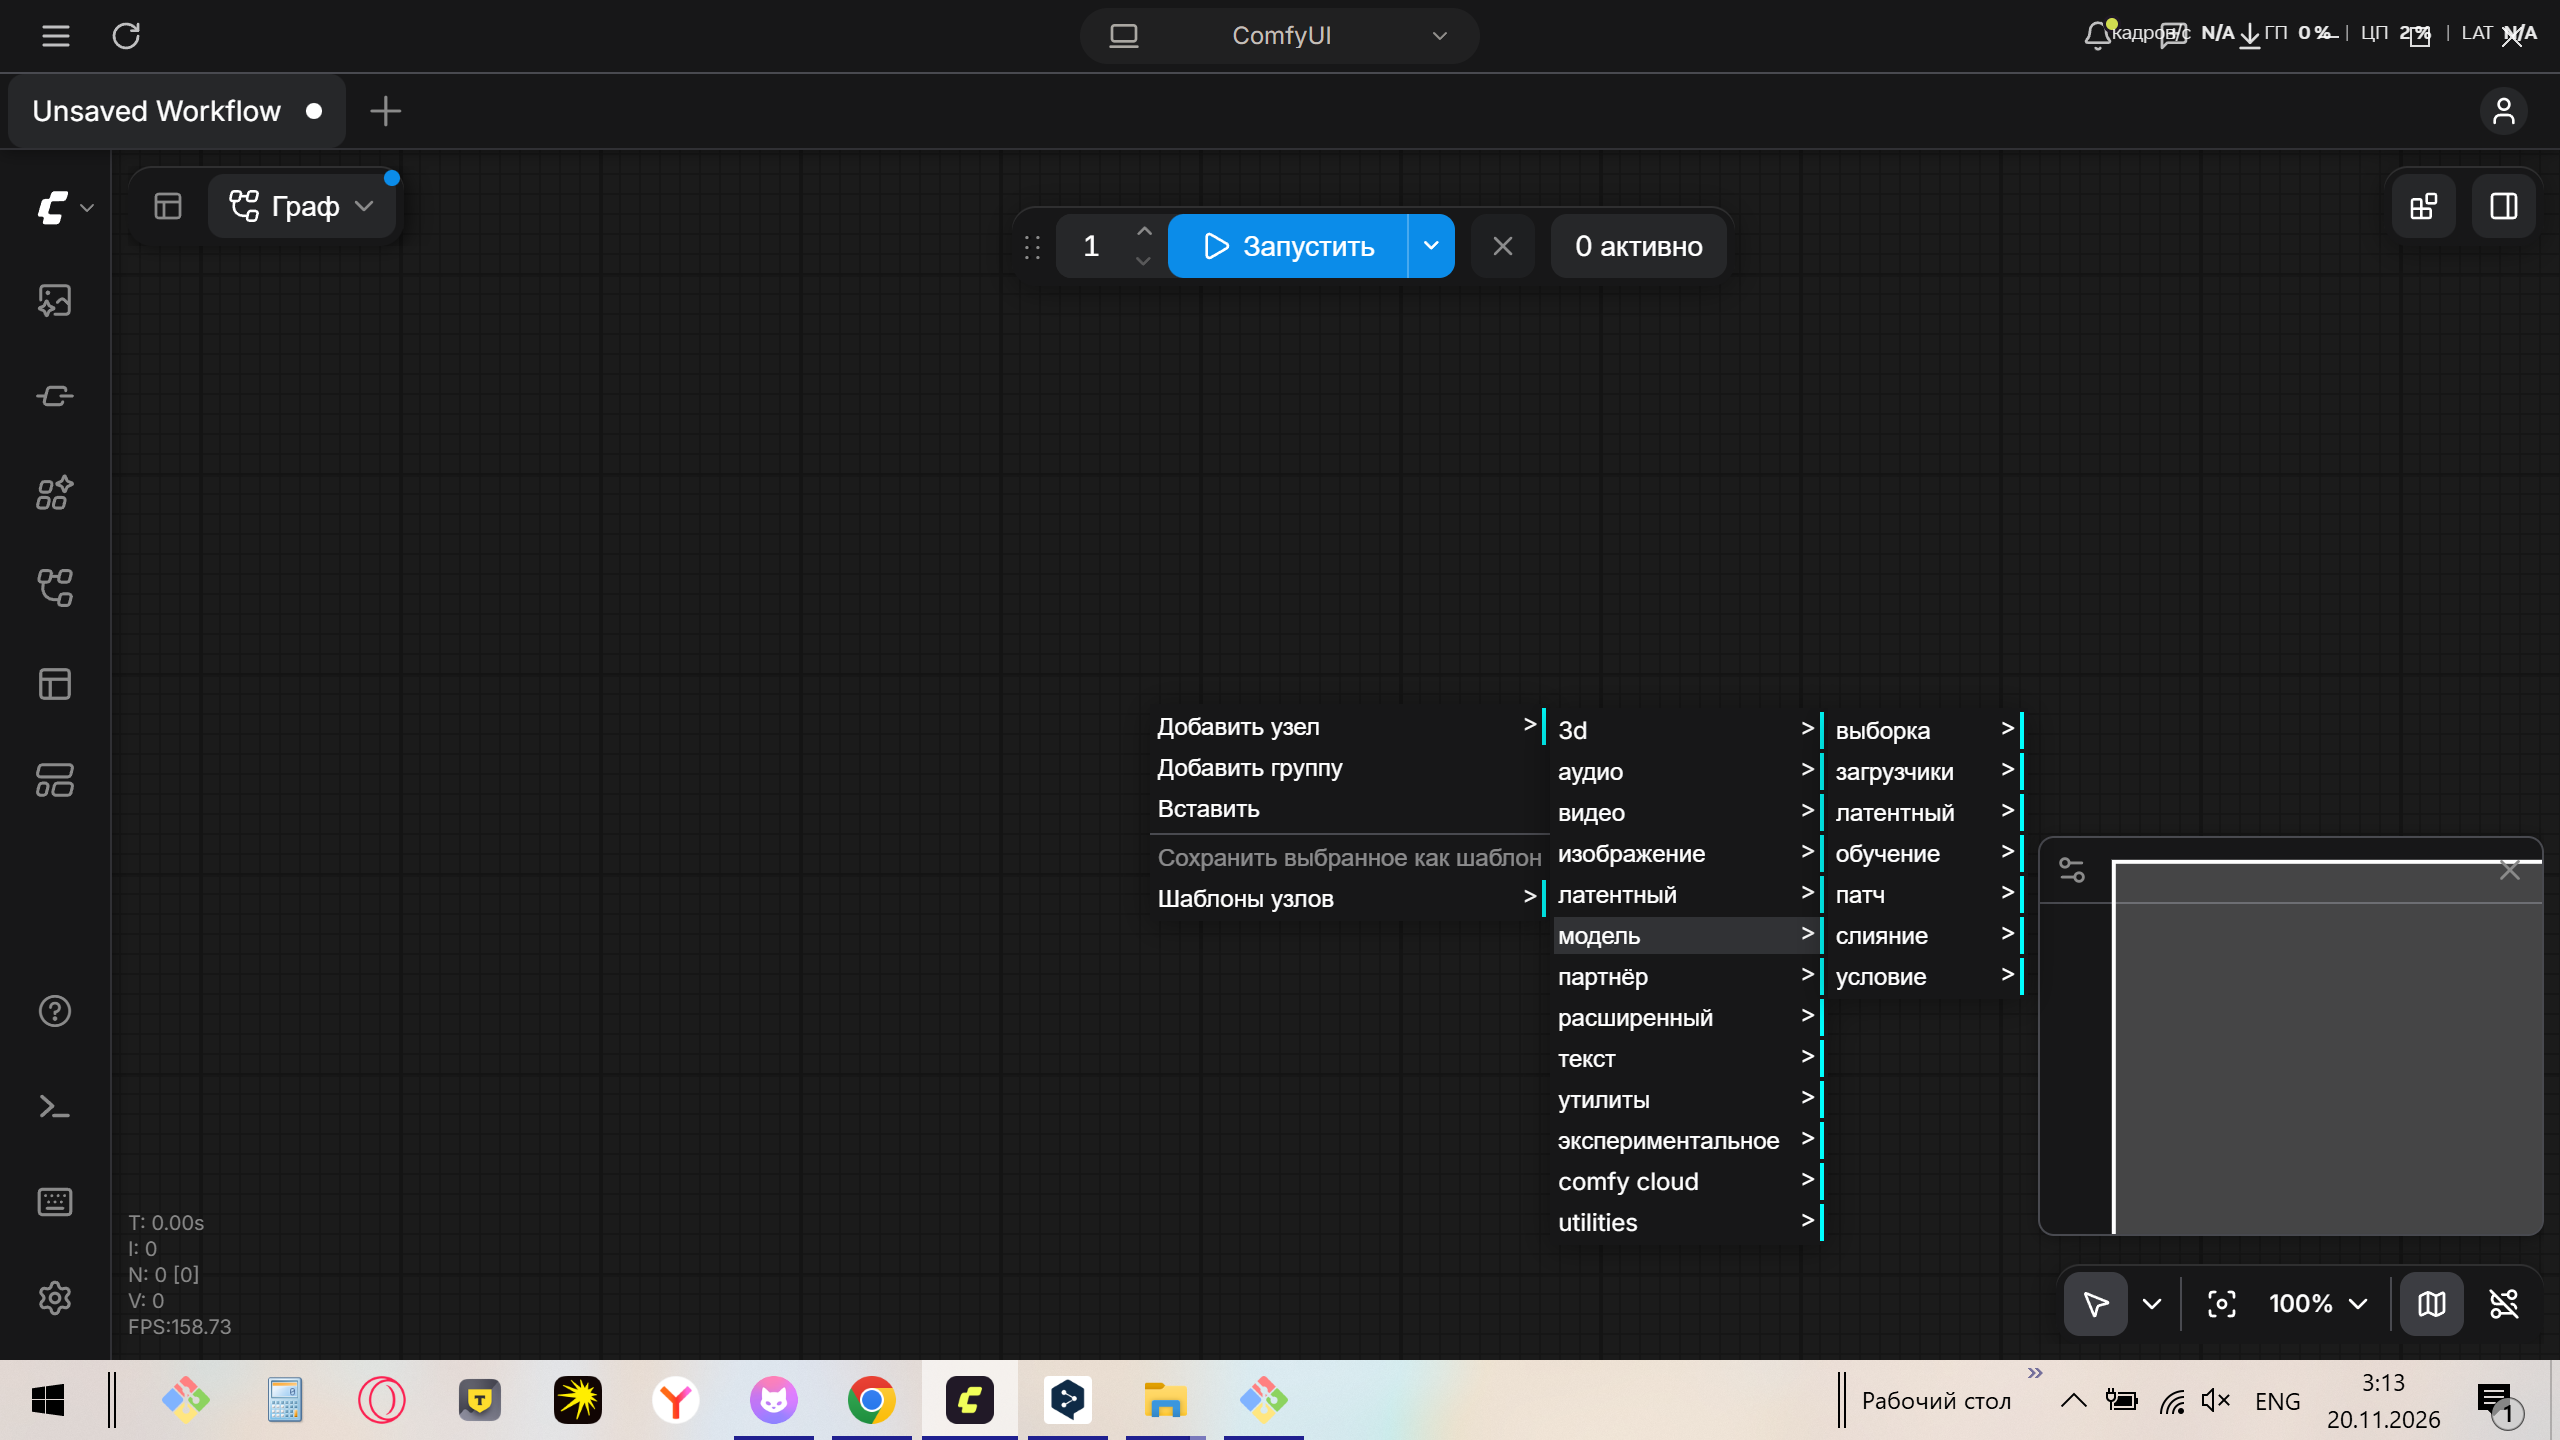 ComfyUI
кадров/с N/A ГП 0 % | ЦП 2 % | LAT N/A
Unsaved Workflow
Граф
1
Запустить
0 активно
Добавить узел >
Добавить группу
Вставить
Сохранить выбранное как шаблон
Шаблоны узлов >
3d >
аудио >
видео >
изображение >
латентный >
модель >
партнёр >
расширенный >
текст >
утилиты >
экспериментальное >
comfy cloud >
utilities >
выборка >
загрузчики >
латентный >
обучение >
патч >
слияние >
условие >
T: 0.00s
I: 0
N: 0 [0]
V: 0
FPS:158.73
100%
Рабочий стол
ENG
3:13
20.11.2026
1